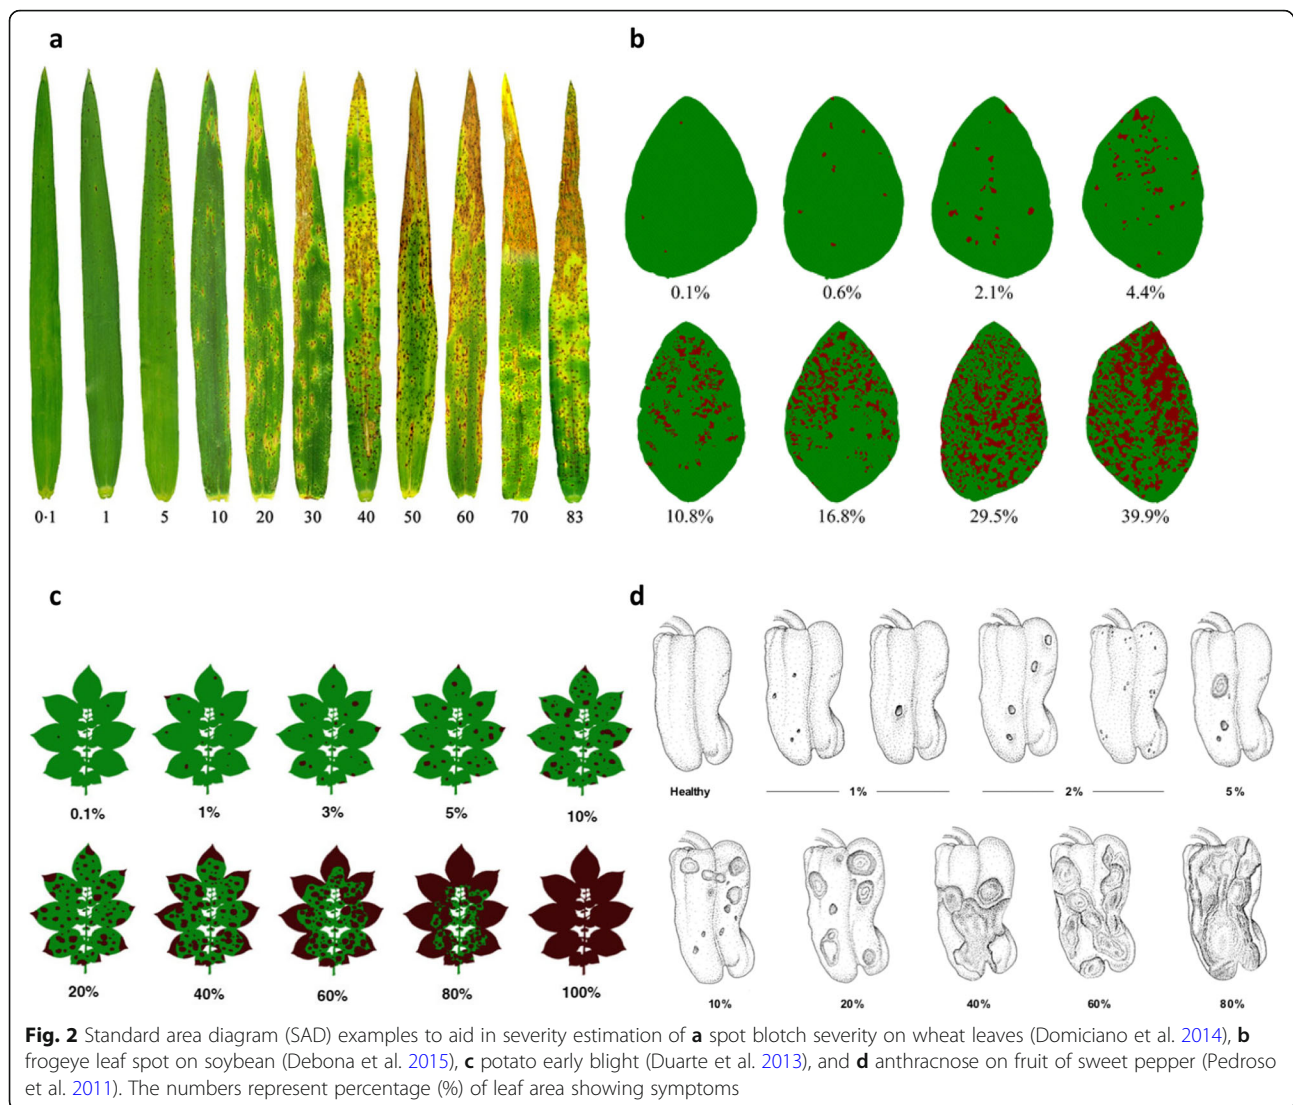 a
0·1 1 5 10 20 30 40 50 60 70 83
b
0.1% 0.6% 2.1% 4.4%
10.8% 16.8% 29.5% 39.9%
c
0.1% 1% 3% 5% 10%
20% 40% 60% 80% 100%
d
Healthy 1% 2% 5%
10% 20% 40% 60% 80%
Fig. 2 Standard area diagram (SAD) examples to aid in severity estimation of a spot blotch severity on wheat leaves (Domiciano et al. 2014), b
frogeye leaf spot on soybean (Debona et al. 2015), c potato early blight (Duarte et al. 2013), and d anthracnose on fruit of sweet pepper (Pedroso
et al. 2011). The numbers represent percentage (%) of leaf area showing symptoms